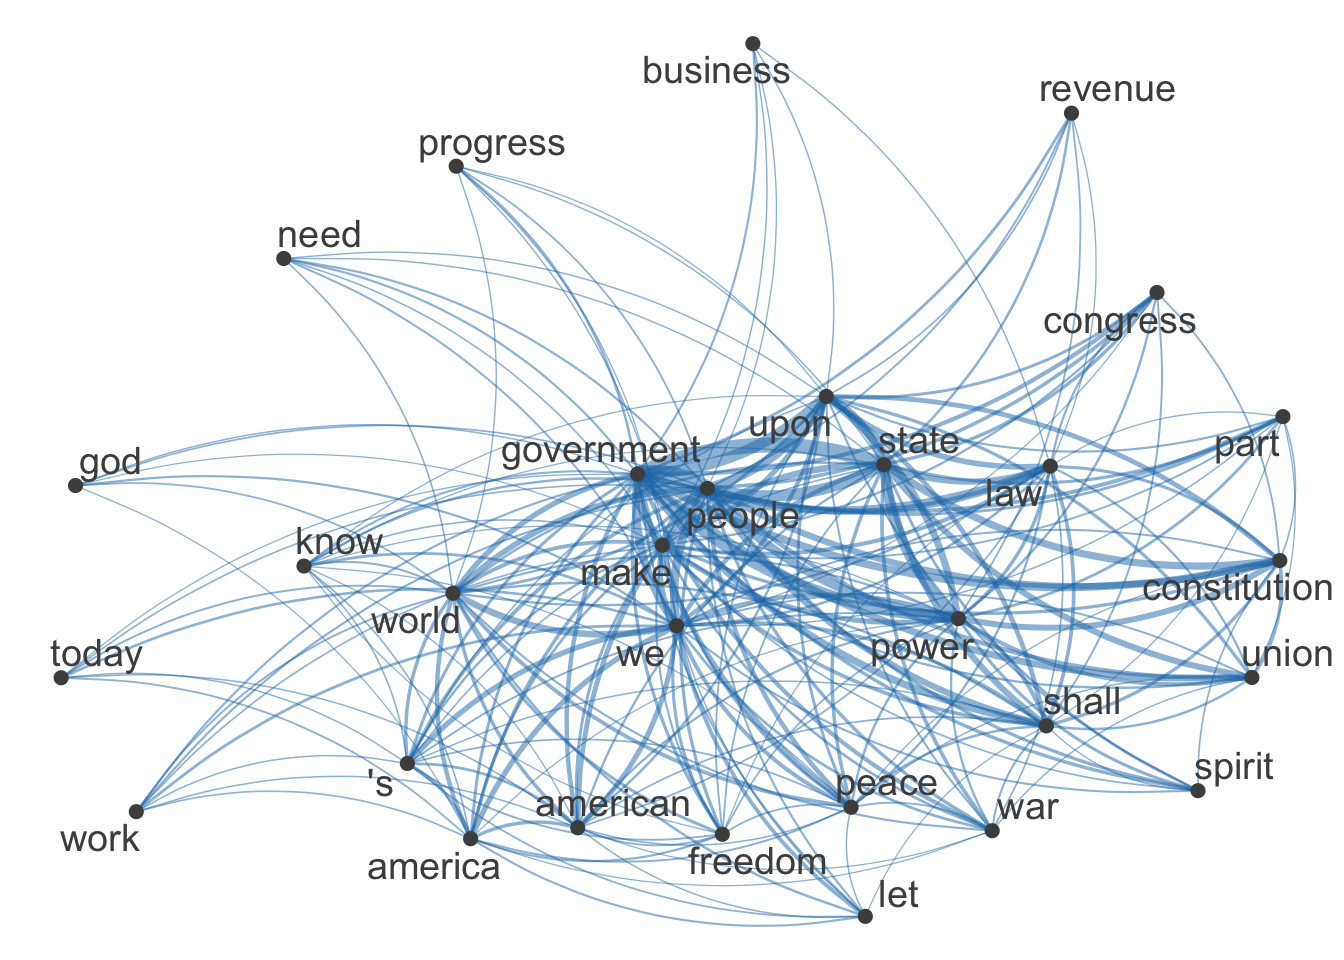 business
revenue
progress
need
congress
upon
state
part
government
god
law
people
know
make
constitution
world
we
power
today
union
shall
's
peace
spirit
american
war
work
america
freedom
let